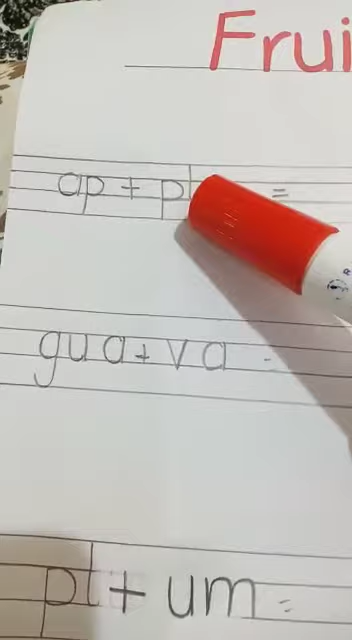 Frui
ap + pl =
gua + va -
pl + um =